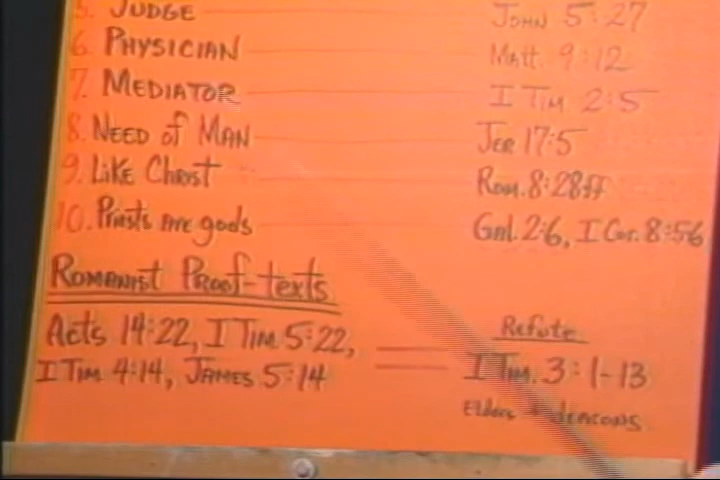 5. JUDGE JOHN 5:27
6. PHYSICIAN Matt. 9:12
7. MEDIATOR I TIM 2:5
8. NEED of MAN JER 17:5
9. LIKE Christ Rom. 8:28ff
10. Priests are gods Gal. 2:6, I Cor. 8:5-6
ROMANIST PROOF-texts
Acts 14:22, I TIM 5:22,
I TIM 4:14, JAMES 5:14
Refute
I TIM. 3:1-13
Elders + DEACONS